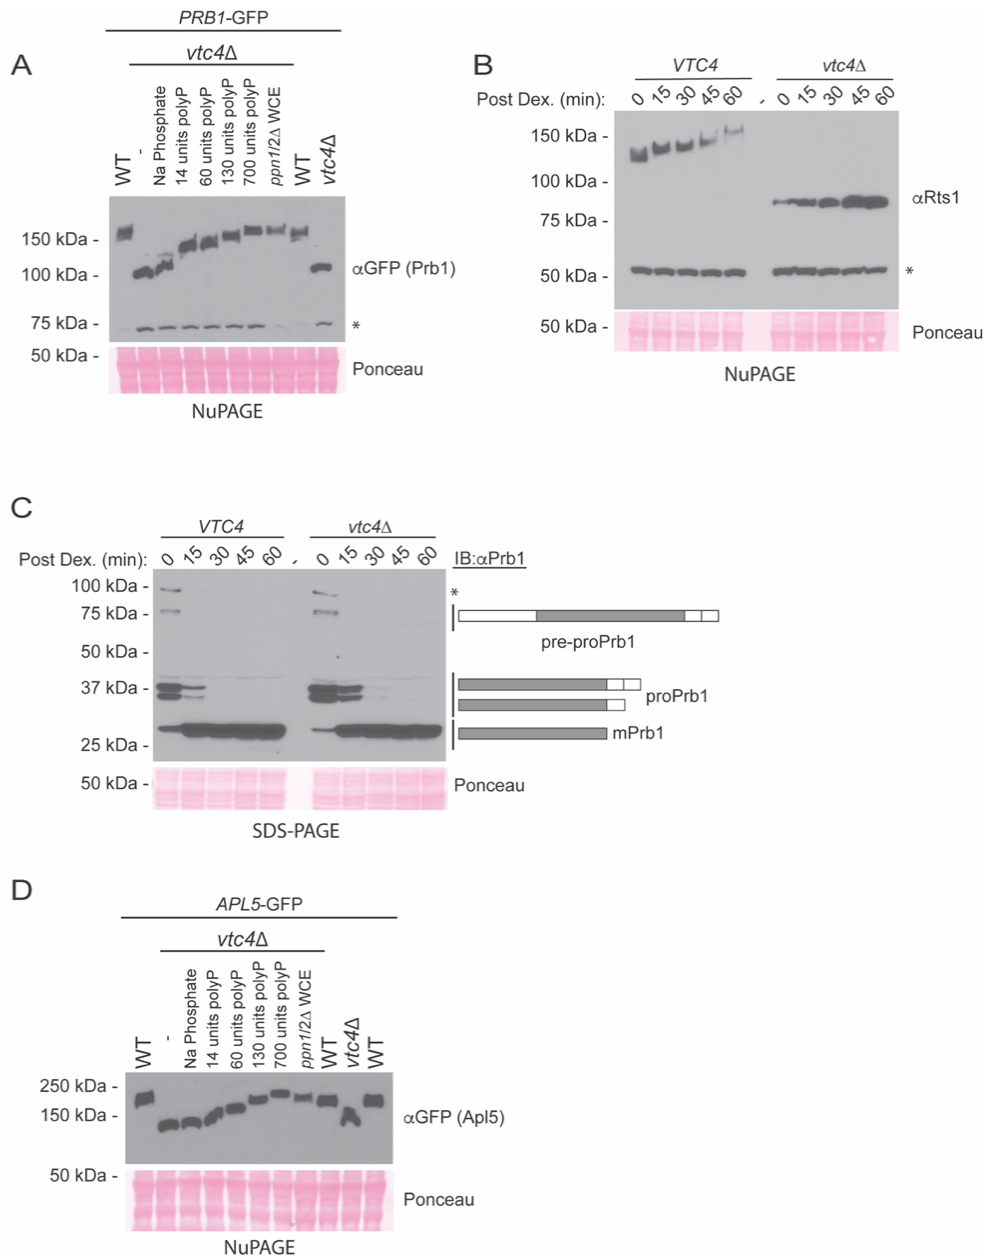 PRB1-GFP
A
vtc4Δ
WT
-
Na Phosphate
14 units polyP
60 units polyP
130 units polyP
700 units polyP
ppn1/2Δ WCE
WT
vtc4Δ
150 kDa -
100 kDa -
75 kDa -
50 kDa -
αGFP (Prb1)
*
Ponceau
NuPAGE
B
VTC4
vtc4Δ
Post Dex. (min):
0 15 30 45 60 - 0 15 30 45 60
150 kDa -
100 kDa -
75 kDa -
50 kDa -
50 kDa -
αRts1
*
Ponceau
NuPAGE
C
VTC4
vtc4Δ
Post Dex. (min):
0 15 30 45 60 - 0 15 30 45 60
IB:αPrb1
100 kDa -
75 kDa -
50 kDa -
37 kDa -
25 kDa -
50 kDa -
*
pre-proPrb1
proPrb1
mPrb1
Ponceau
SDS-PAGE
D
APL5-GFP
vtc4Δ
WT
-
Na Phosphate
14 units polyP
60 units polyP
130 units polyP
700 units polyP
ppn1/2Δ WCE
WT
vtc4Δ
WT
250 kDa -
150 kDa -
50 kDa -
αGFP (Apl5)
Ponceau
NuPAGE